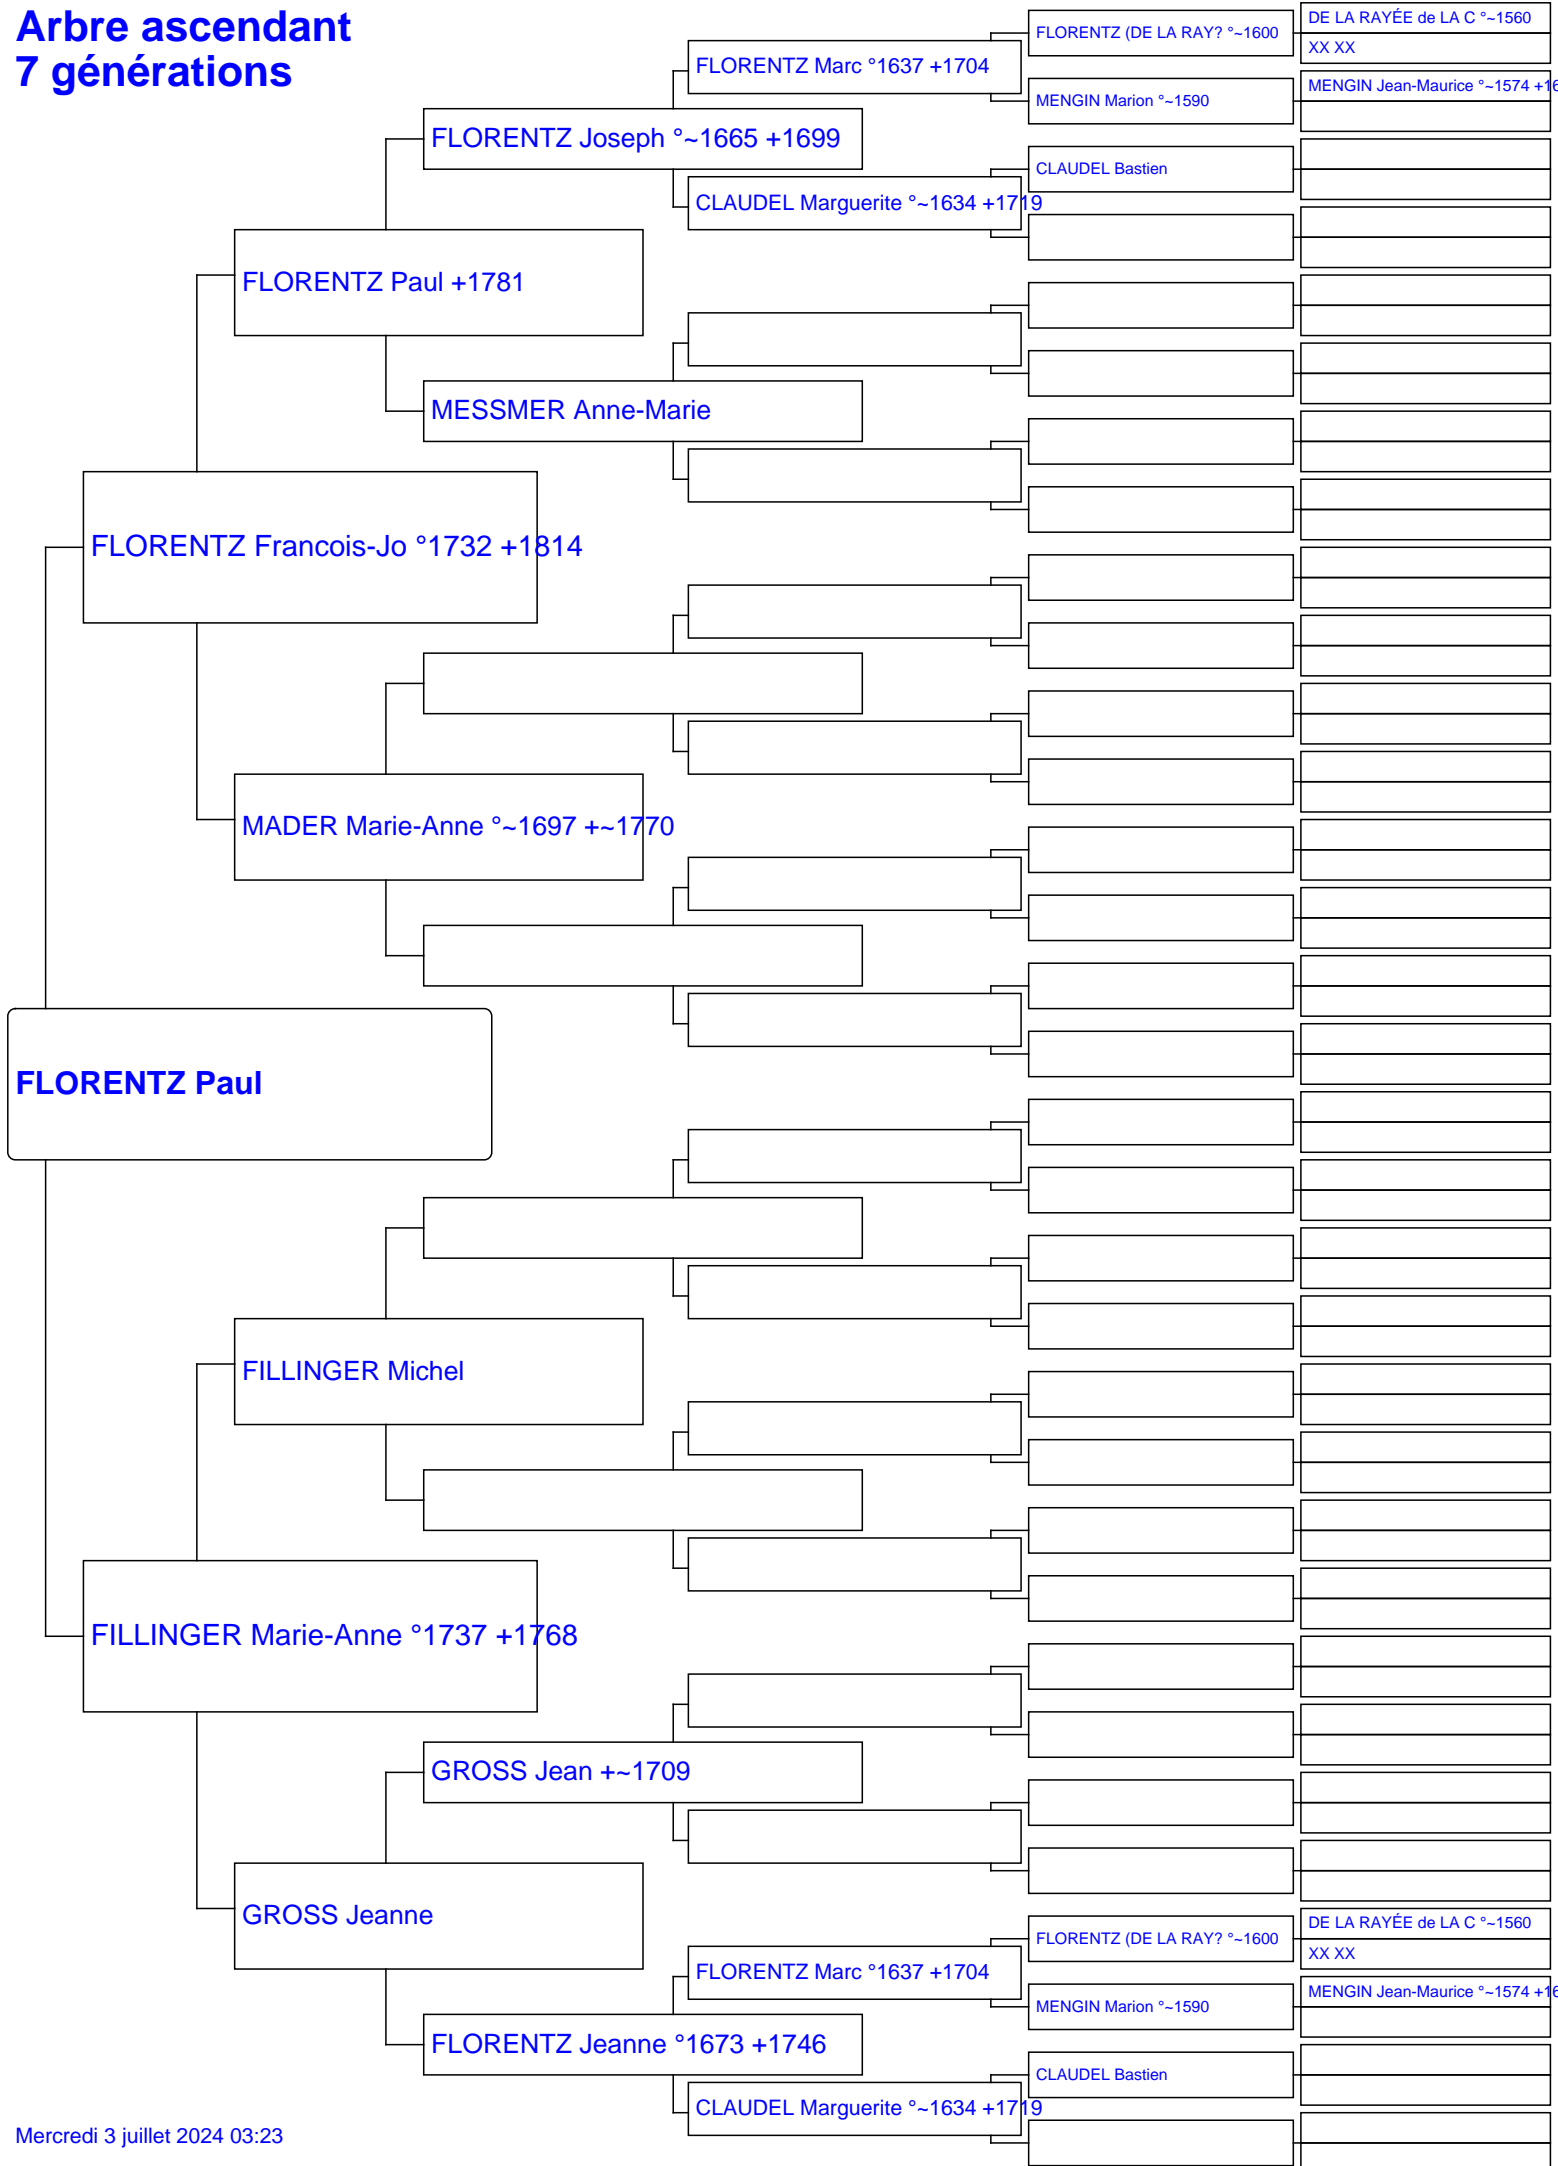 Arbre ascendant
7 générations
FLORENTZ (DE LA RAY? °~1600
DE LA RAYÉE de LA C °~1560
XX XX
FLORENTZ Marc °1637 +1704
MENGIN Marion °~1590
MENGIN Jean-Maurice °~1574 +16
FLORENTZ Joseph °~1665 +1699
CLAUDEL Bastien
CLAUDEL Marguerite °~1634 +1719
FLORENTZ Paul +1781
MESSMER Anne-Marie
FLORENTZ Francois-Jo °1732 +1814
MADER Marie-Anne °~1697 +~1770
FLORENTZ Paul
FILLINGER Michel
FILLINGER Marie-Anne °1737 +1768
GROSS Jean +~1709
GROSS Jeanne
FLORENTZ (DE LA RAY? °~1600
DE LA RAYÉE de LA C °~1560
XX XX
FLORENTZ Marc °1637 +1704
MENGIN Marion °~1590
MENGIN Jean-Maurice °~1574 +16
FLORENTZ Jeanne °1673 +1746
CLAUDEL Bastien
CLAUDEL Marguerite °~1634 +1719
Mercredi 3 juillet 2024 03:23